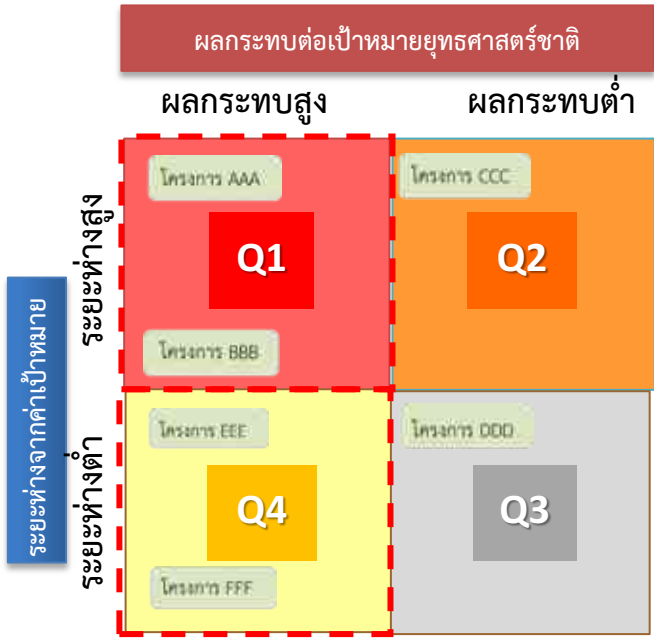 ผลกระทบต่อเป้าหมายยุทธศาสตร์ชาติ
ผลกระทบสูง
ผลกระทบต่ำ
ระยะห่างจากค่าเป้าหมาย
ระยะห่างสูง
โครงการ AAA
โครงการ CCC
Q1
Q2
โครงการ BBB
ระยะห่างต่ำ
โครงการ EEE
โครงการ DDD
Q4
Q3
โครงการ FFF